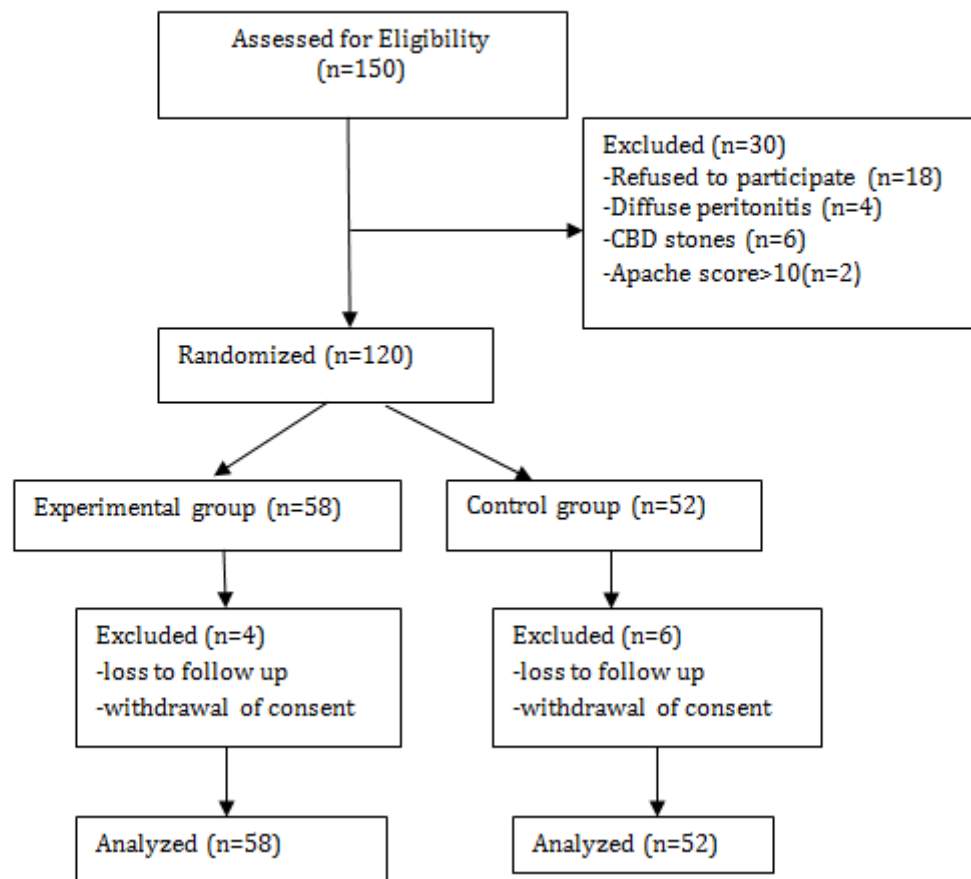 Assessed for Eligibility
(n=150)
Excluded (n=30)
-Refused to participate (n=18)
-Diffuse peritonitis (n=4)
-CBD stones (n=6)
-Apache score>10(n=2)
Randomized (n=120)
Experimental group (n=58)
Control group (n=52)
Excluded (n=4)
-loss to follow up
-withdrawal of consent
Excluded (n=6)
-loss to follow up
-withdrawal of consent
Analyzed (n=58)
Analyzed (n=52)